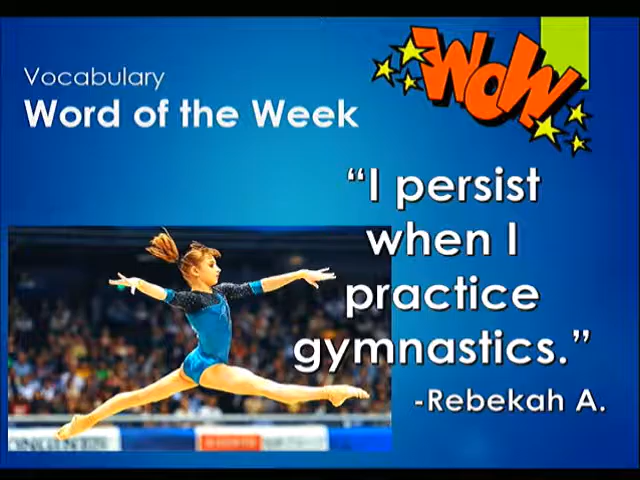 Vocabulary
Word of the Week
WOW
"I persist
when I
practice
gymnastics."
-Rebekah A.